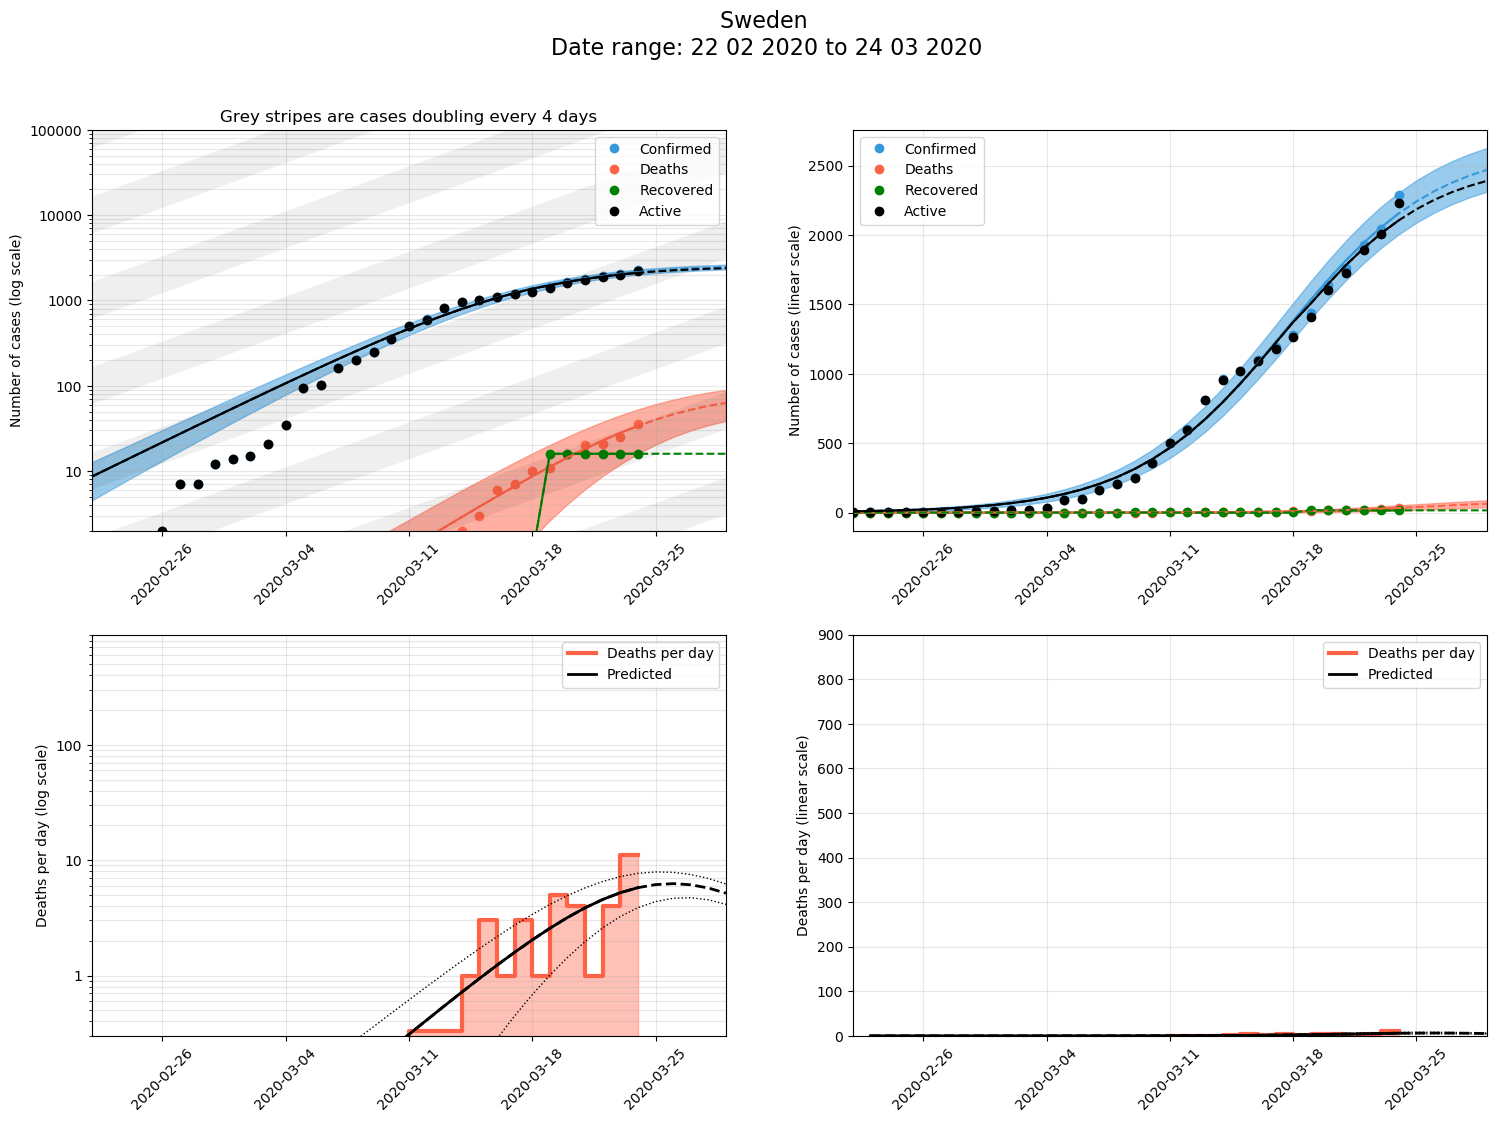 Sweden
Date range: 22 02 2020 to 24 03 2020
Grey stripes are cases doubling every 4 days
Number of cases (log scale)
100000
10000
1000
100
10
Confirmed
Deaths
Recovered
Active
2020-02-26
2020-03-04
2020-03-11
2020-03-18
2020-03-25
Number of cases (linear scale)
2500
2000
1500
1000
500
0
Confirmed
Deaths
Recovered
Active
2020-02-26
2020-03-04
2020-03-11
2020-03-18
2020-03-25
Deaths per day (log scale)
100
10
1
Deaths per day
Predicted
2020-02-26
2020-03-04
2020-03-11
2020-03-18
2020-03-25
Deaths per day (linear scale)
900
800
700
600
500
400
300
200
100
0
Deaths per day
Predicted
2020-02-26
2020-03-04
2020-03-11
2020-03-18
2020-03-25